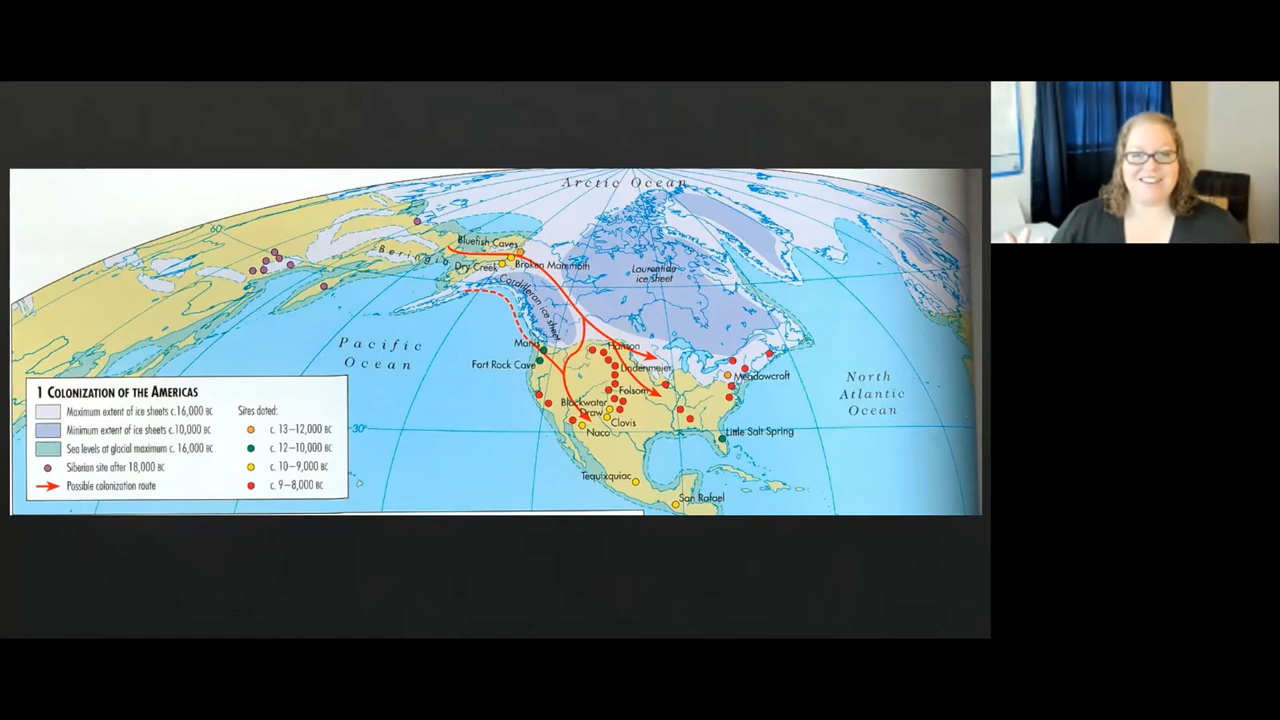 Arctic Ocean
60°
Beringia
Bluefish Caves
Dry Creek
Broken Mammoth
Cordilleran ice sheet
Laurentide
ice sheet
Pacific
Ocean
Manis
Fort Rock Cave
Hanson
Lindenmeier
Meadowcroft
Folsom
Blackwater
Draw
Clovis
Naco
30°
Little Salt Spring
North
Atlantic
Ocean
Tequixquiac
San Rafael
1 COLONIZATION OF THE AMERICAS
Maximum extent of ice sheets c.16,000 BC
Minimum extent of ice sheets c.10,000 BC
Sea levels at glacial maximum c. 16,000 BC
Siberian site after 18,000 BC
Possible colonization route
Sites dated:
c. 13–12,000 BC
c. 12–10,000 BC
c. 10–9,000 BC
c. 9–8,000 BC